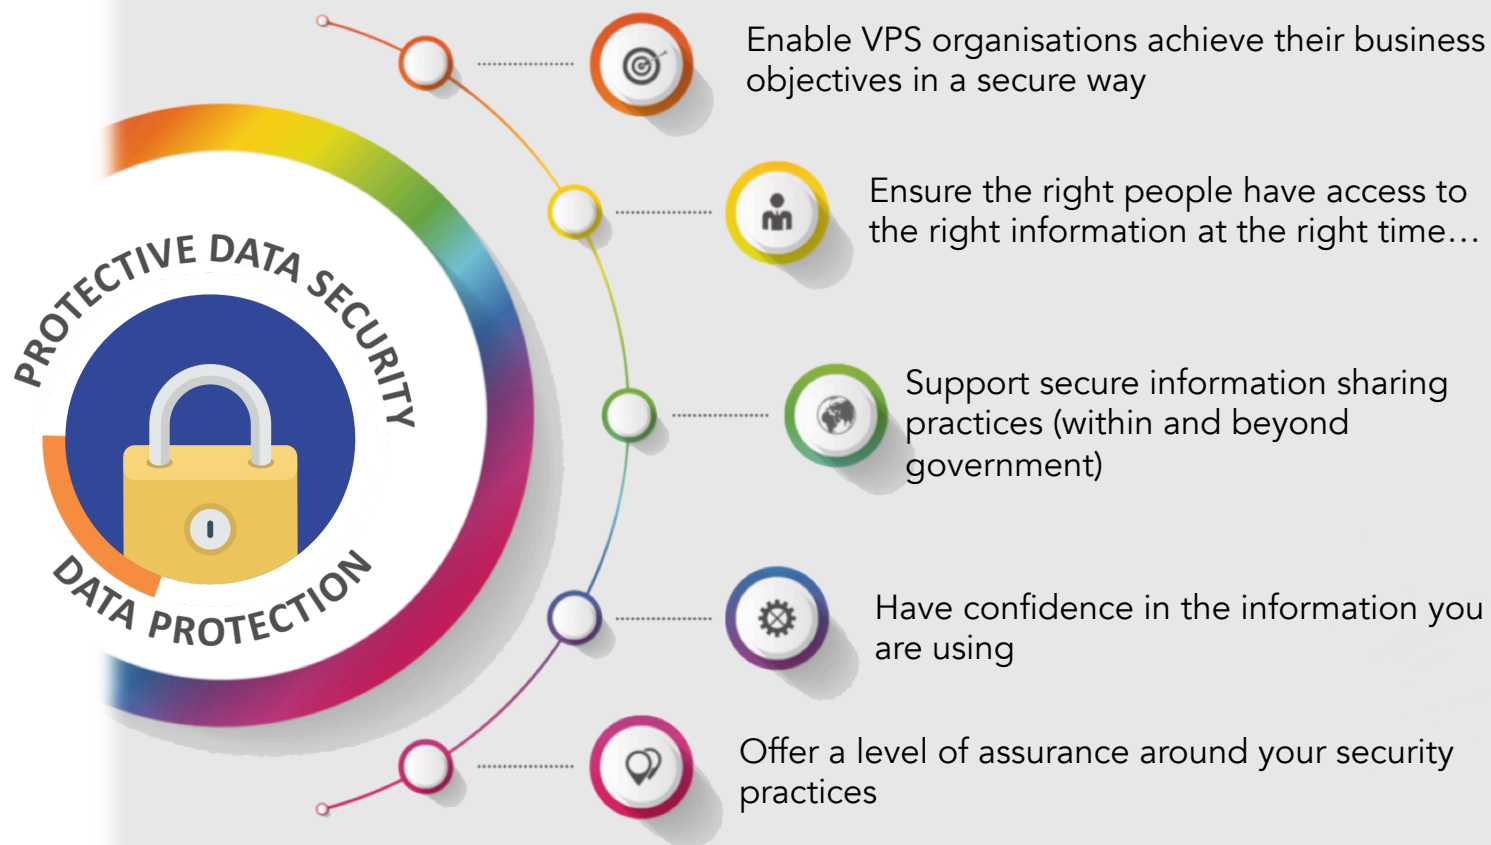 PROTECTIVE DATA SECURITY
DATA PROTECTION
Enable VPS organisations achieve their business
objectives in a secure way
Ensure the right people have access to
the right information at the right time...
Support secure information sharing
practices (within and beyond
government)
Have confidence in the information you
are using
Offer a level of assurance around your security
practices